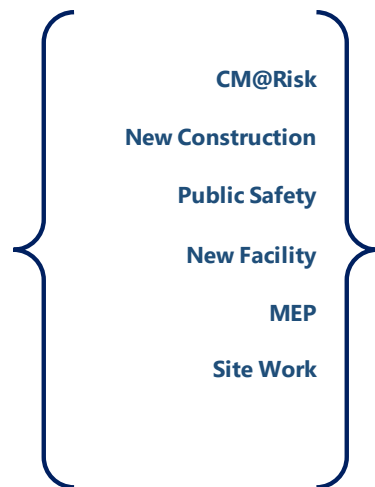 CM@Risk
New Construction
Public Safety
New Facility
MEP
Site Work